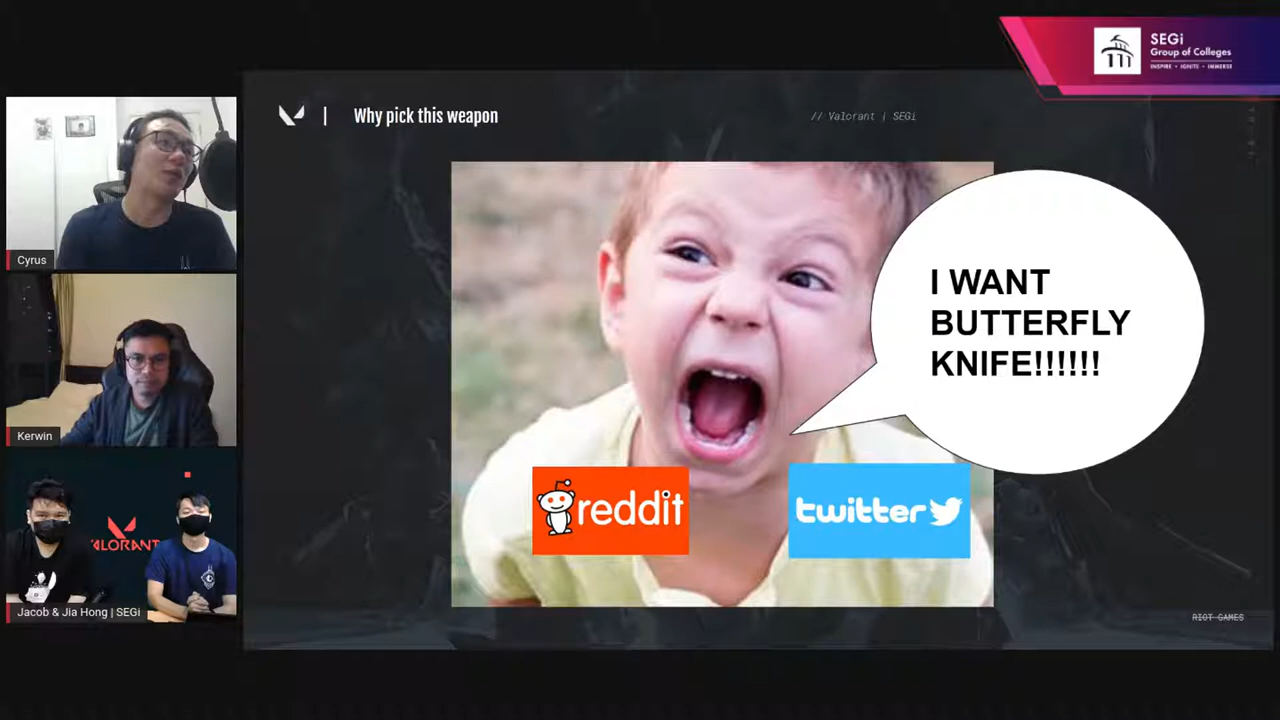 SEGi
Group of Colleges
INSPIRE • IGNITE • IMMERSE
Why pick this weapon
// Valorant | SEGi
I WANT
BUTTERFLY
KNIFE!!!!!!
reddit
twitter
RIOT GAMES
Cyrus
Kerwin
VALORANT
Jacob & Jia Hong | SEGi